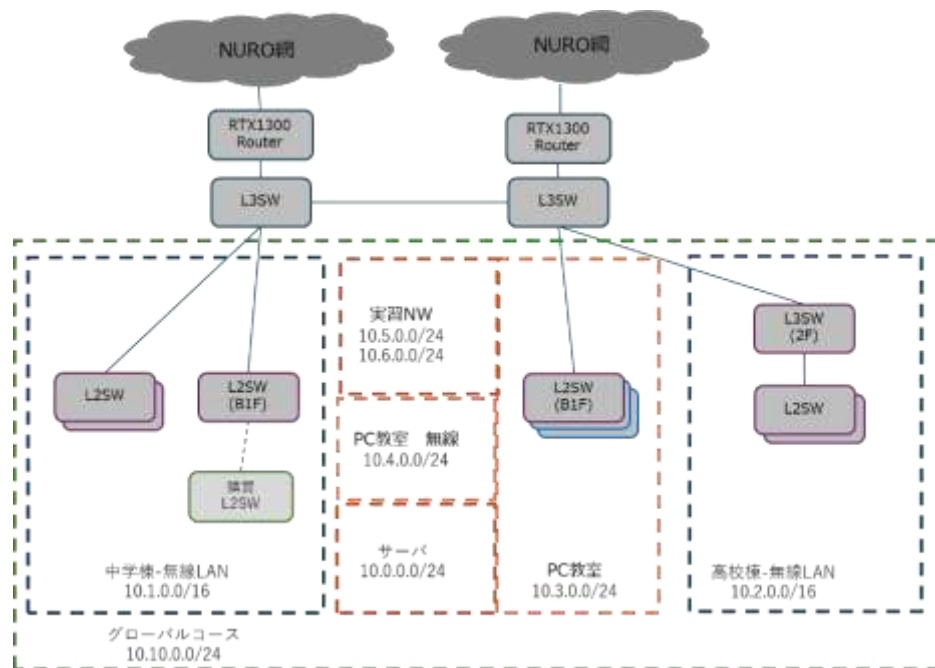 NURO網
NURO網
RTX1300
Router
RTX1300
Router
L3SW
L3SW
実習NW
10.5.0.0/24
10.6.0.0/24
L3SW
(2F)
L2SW
L2SW
(B1F)
L2SW
(B1F)
L2SW
PC教室 無線
10.4.0.0/24
購買
L2SW
サーバ
10.0.0.0/24
中学棟-無線LAN
10.1.0.0/16
PC教室
10.3.0.0/24
高校棟-無線LAN
10.2.0.0/16
グローバルコース
10.10.0.0/24